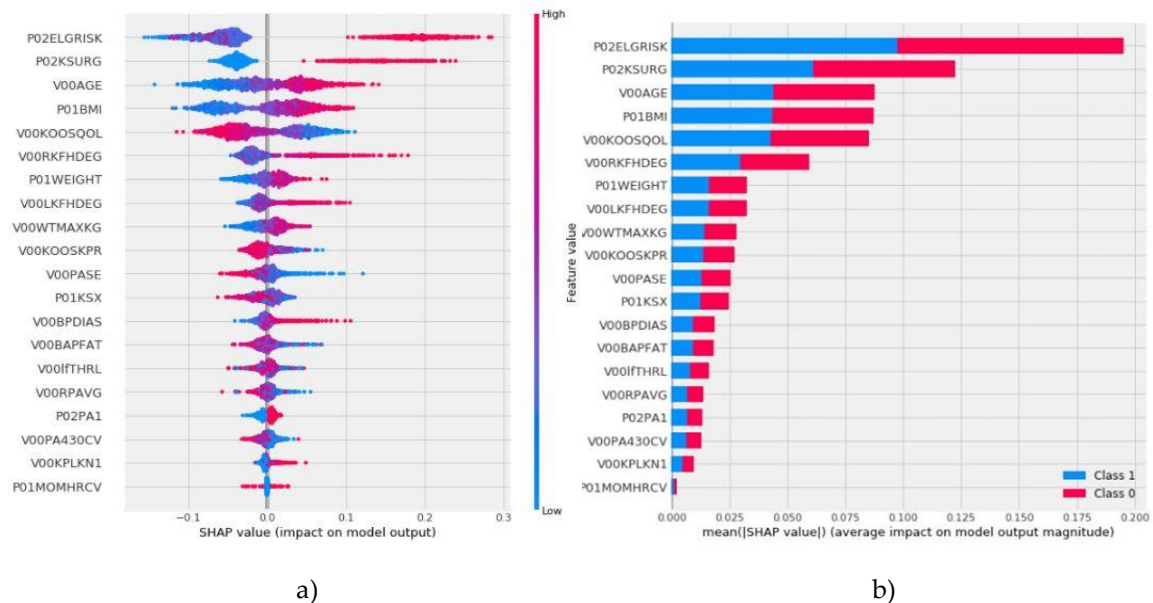 High
P02ELGRISK
P02KSURG
V00AGE
P01BMI
V00KOOSQOL
V00RKFHDEG
P01WEIGHT
V00LKFHDEG
V00WTMAXKG
V00KOOSKPR
V00PASE
P01KSX
V00BPDIAS
V00BAPFAT
V00lfTHRL
V00RPAVG
P02PA1
V00PA430CV
V00KPLKN1
P01MOMHRCV
Low
−0.1 0.0 0.1 0.2 0.3
SHAP value (impact on model output)
a)
Feature value
P02ELGRISK
P02KSURG
V00AGE
P01BMI
V00KOOSQOL
V00RKFHDEG
P01WEIGHT
V00LKFHDEG
V00WTMAXKG
V00KOOSKPR
V00PASE
P01KSX
V00BPDIAS
V00BAPFAT
V00lfTHRL
V00RPAVG
P02PA1
V00PA430CV
V00KPLKN1
P01MOMHRCV
Class 1
Class 0
0.000 0.025 0.050 0.075 0.100 0.125 0.150 0.175 0.200
mean(|SHAP value|) (average impact on model output magnitude)
b)